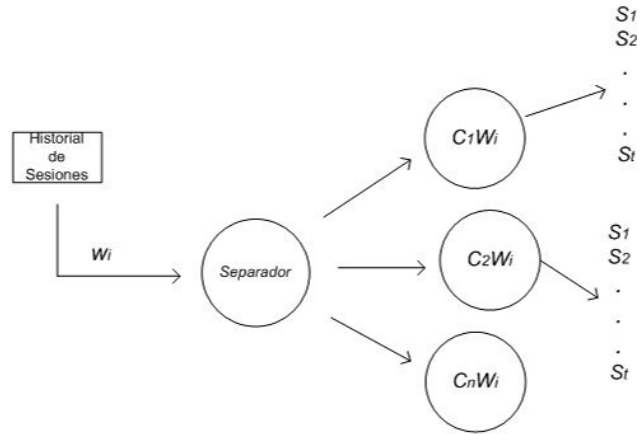 S1
S2
.
.
.
St
Historial
de
Sesiones
C1Wi
Wi
Separador
C2Wi
S1
S2
.
.
.
St
CnWi